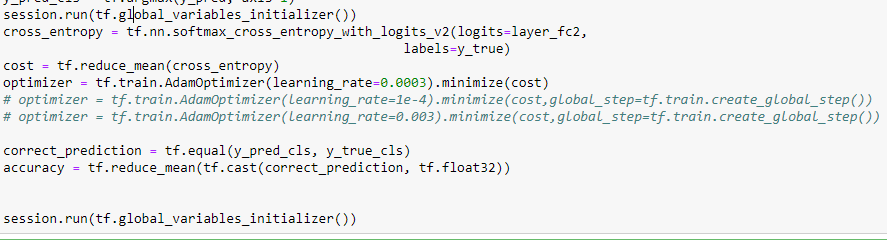 y_pred_cls = tf.argmax(y_pred, axis=1)
session.run(tf.global_variables_initializer())
cross_entropy = tf.nn.softmax_cross_entropy_with_logits_v2(logits=layer_fc2,
labels=y_true)
cost = tf.reduce_mean(cross_entropy)
optimizer = tf.train.AdamOptimizer(learning_rate=0.0003).minimize(cost)
# optimizer = tf.train.AdamOptimizer(learning_rate=1e-4).minimize(cost,global_step=tf.train.create_global_step())
# optimizer = tf.train.AdamOptimizer(learning_rate=0.003).minimize(cost,global_step=tf.train.create_global_step())
correct_prediction = tf.equal(y_pred_cls, y_true_cls)
accuracy = tf.reduce_mean(tf.cast(correct_prediction, tf.float32))
session.run(tf.global_variables_initializer())